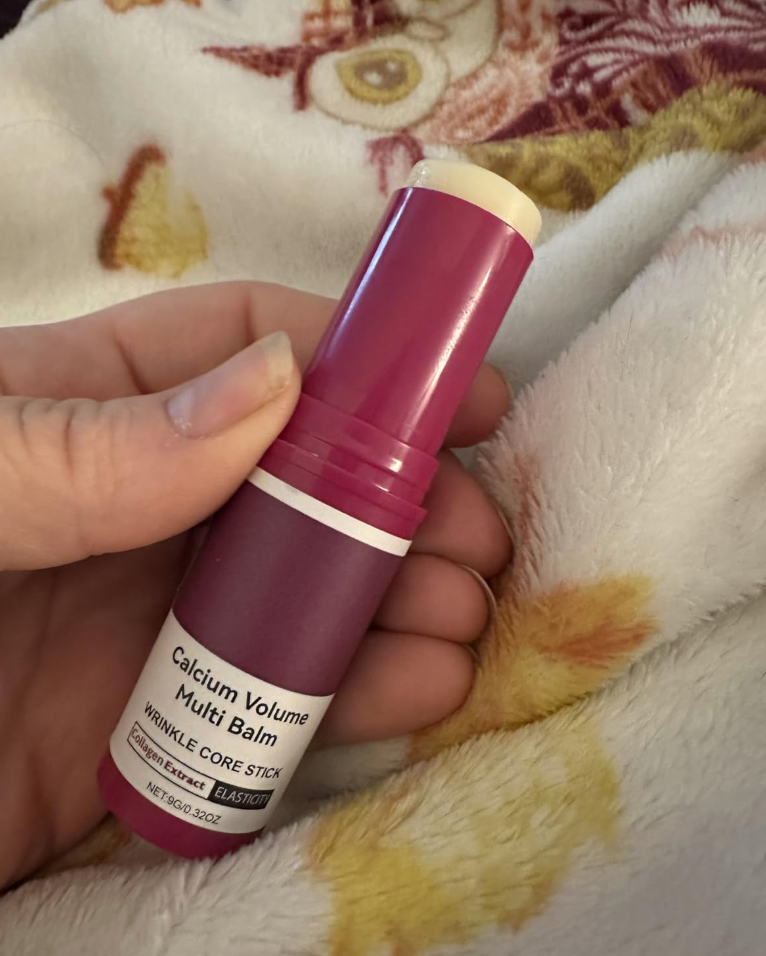 Calcium Volume
Multi Balm
WRINKLE CORE STICK
Collagen Extract ELASTICITY
NET:9G/0.32OZ